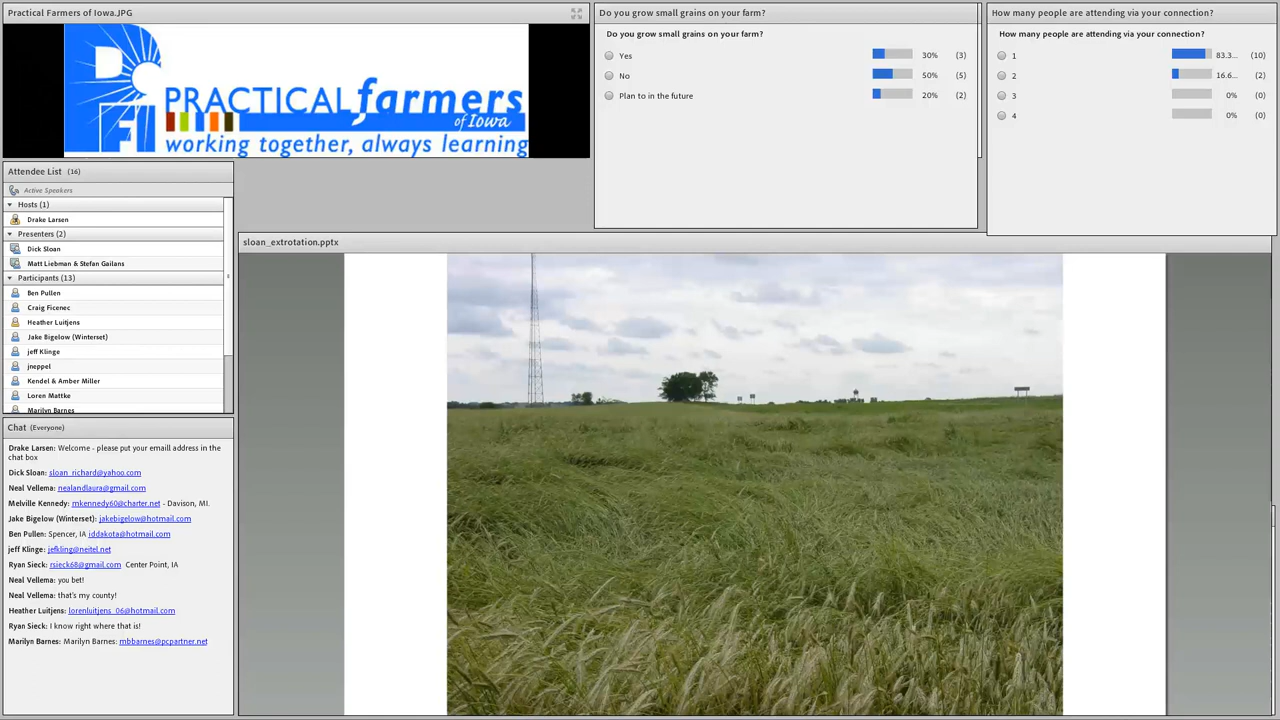 Practical Farmers of Iowa.JPG
PRACTICAL farmers
of Iowa
working together, always learning
Do you grow small grains on your farm?
Do you grow small grains on your farm?
Yes 30% (3)
No 50% (5)
Plan to in the future 20% (2)
How many people are attending via your connection?
How many people are attending via your connection?
1 83.3... (10)
2 16.6... (2)
3 0% (0)
4 0% (0)
Attendee List (16)
Active Speakers
Hosts (1)
Drake Larsen
Presenters (2)
Dick Sloan
Matt Liebman & Stefan Gailans
Participants (13)
Ben Pullen
Craig Ficenec
Heather Luitjens
Jake Bigelow (Winterset)
jeff Klinge
jneppel
Kendel & Amber Miller
Loren Mattke
Marilyn Barnes
Chat (Everyone)
Drake Larsen: Welcome - please put your emaill address in the
chat box
Dick Sloan: sloan_richard@yahoo.com
Neal Vellema: nealandlaura@gmail.com
Melville Kennedy: mkennedy60@charter.net - Davison, MI.
Jake Bigelow (Winterset): jakebigelow@hotmail.com
Ben Pullen: Spencer, IA iddakota@hotmail.com
jeff Klinge: jefkling@neitel.net
Ryan Sieck: rsieck68@gmail.com Center Point, IA
Neal Vellema: you bet!
Neal Vellema: that's my county!
Heather Luitjens: lorenluitjens_06@hotmail.com
Ryan Sieck: I know right where that is!
Marilyn Barnes: Marilyn Barnes: mbbarnes@pcpartner.net
sloan_extrotation.pptx